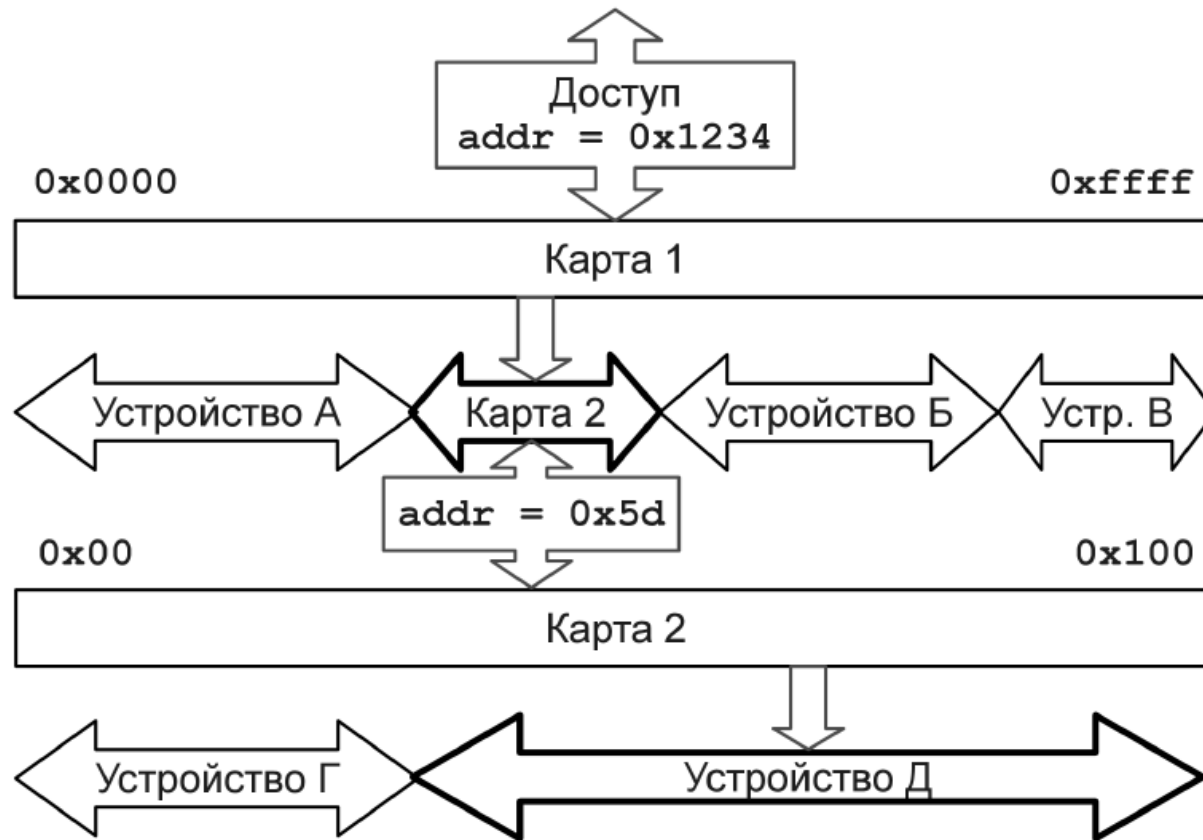 Доступ
addr = 0x1234
0x0000 0xffff
Карта 1
Устройство А Карта 2 Устройство Б Устр. В
addr = 0x5d
0x00 0x100
Карта 2
Устройство Г Устройство Д